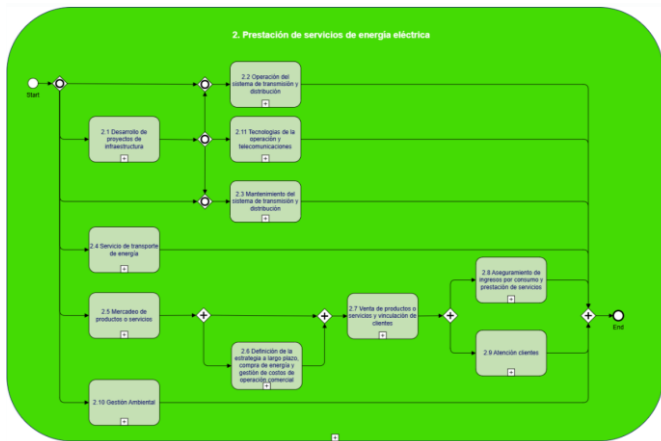 2. Prestación de servicios de energía eléctrica
Start
2.2 Operación del
sistema de transmisión y
distribución
2.1 Desarrollo de
proyectos de
infraestructura
2.11 Tecnologías de la
operación y
telecomunicaciones
2.3 Mantenimiento del
sistema de transmisión y
distribución
2.4 Servicio de transporte
de energía
2.5 Mercadeo de
productos o servicios
2.6 Definición de la
estrategia a largo plazo,
compra de energía y
gestión de costos de
operación comercial
2.7 Venta de productos o
servicios y vinculación de
clientes
2.8 Aseguramiento de
ingresos por consumo y
prestación de servicios
2.9 Atención clientes
End
2.10 Gestión Ambiental